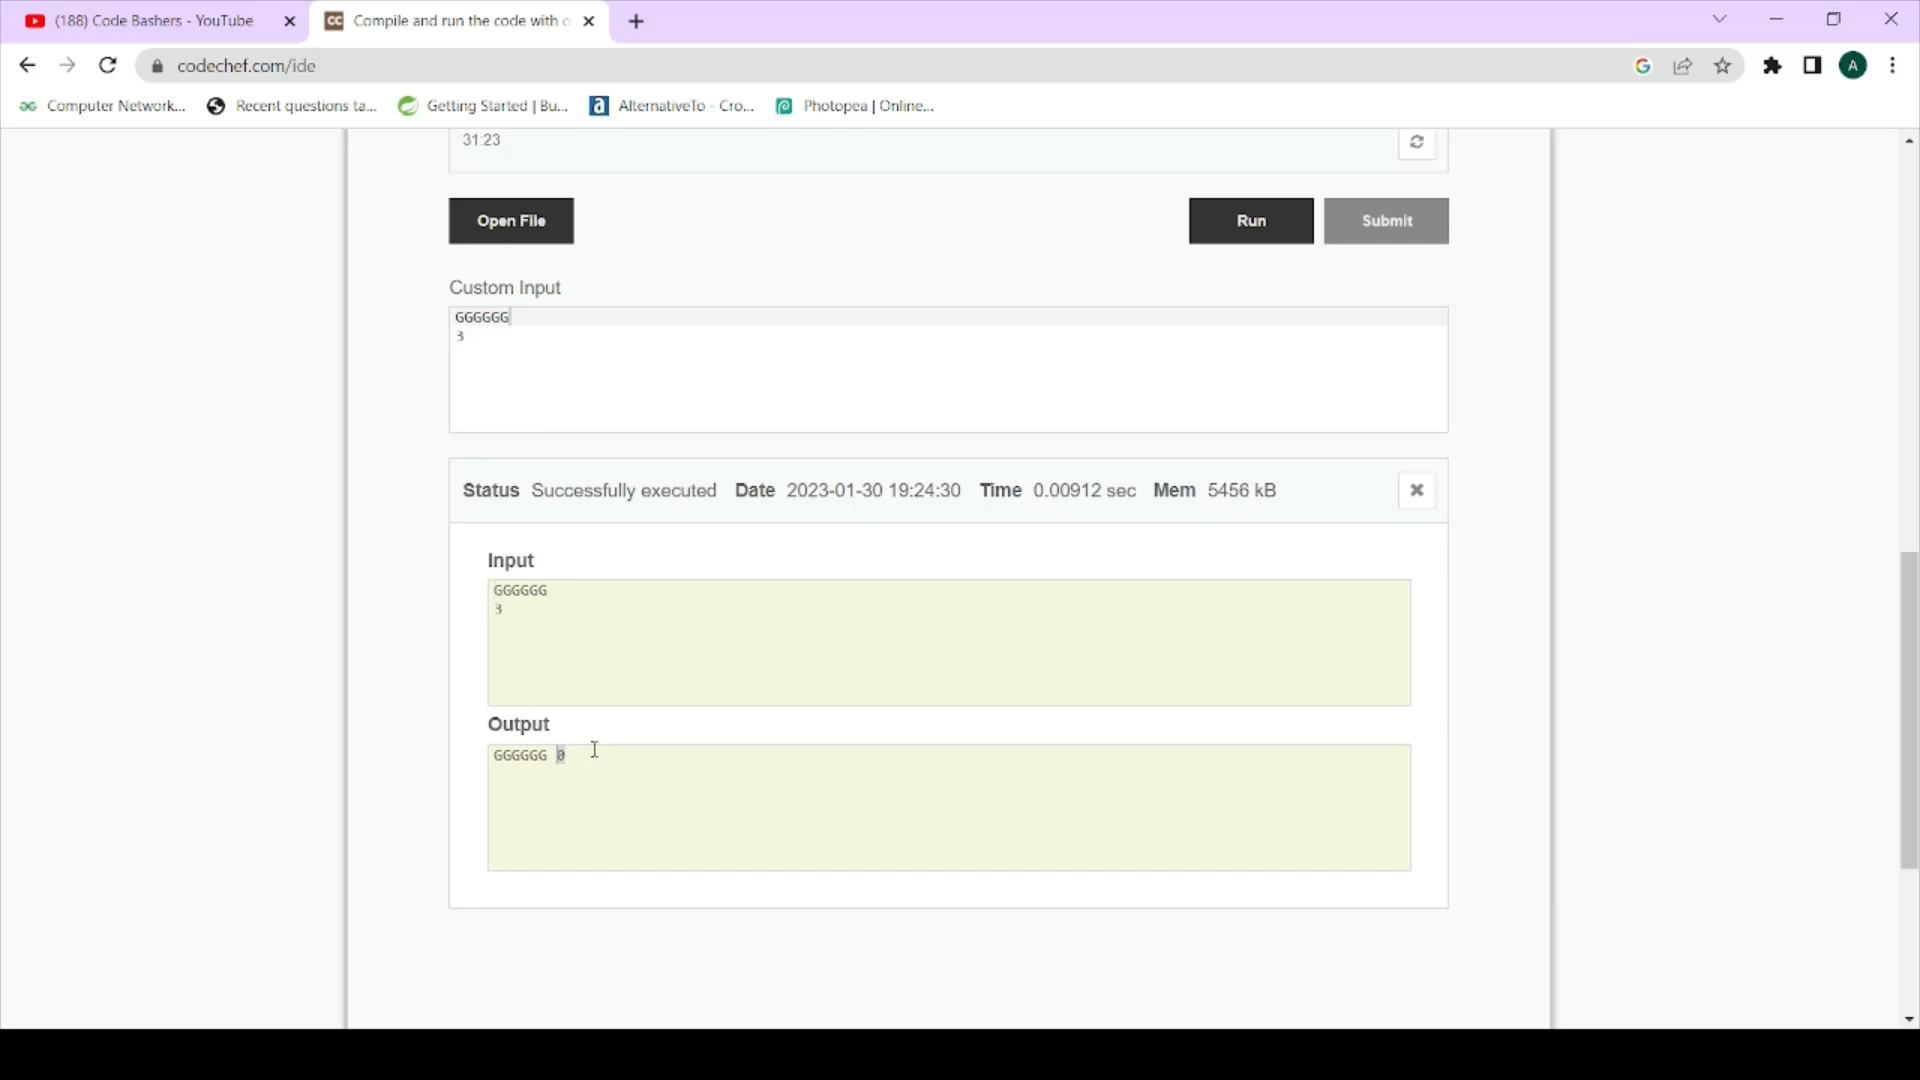 (188) Code Bashers - YouTube
CC Compile and run the code with o
codechef.com/ide
Computer Network...
Recent questions ta...
Getting Started | Bu...
a AlternativeTo - Cro...
Photopea | Online...
A
31:23
Open File
Run
Submit
Custom Input
GGGGGG
3
Status Successfully executed Date 2023-01-30 19:24:30 Time 0.00912 sec Mem 5456 kB
Input
GGGGGG
3
Output
GGGGGG 0